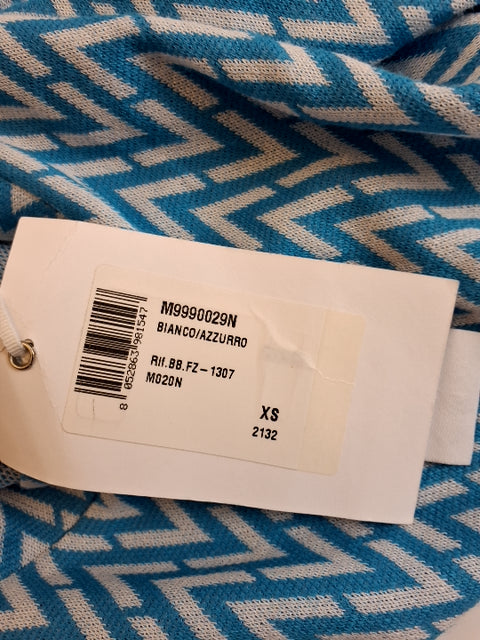 M9990029N
BIANCO/AZZURRO
Rif.BB.FZ-1307
M020N
XS
2132
8 052863 981547